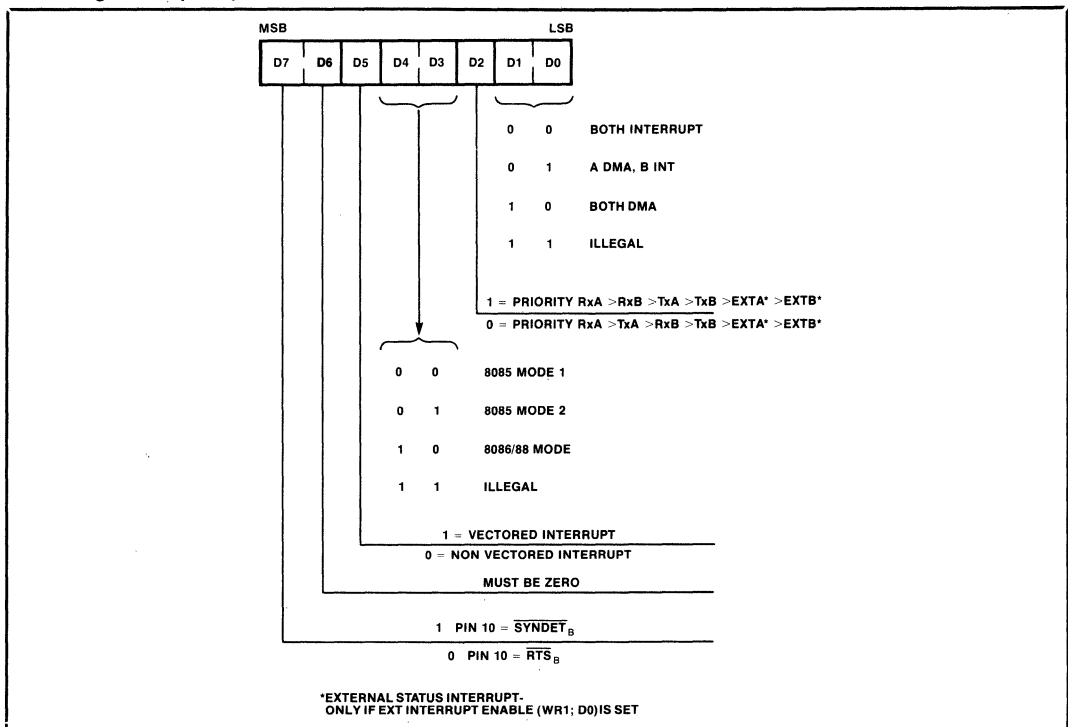 MSB LSB
D7 D6 D5 D4 D3 D2 D1 D0
0 0 BOTH INTERRUPT
0 1 A DMA, B INT
1 0 BOTH DMA
1 1 ILLEGAL
1 = PRIORITY RxA >RxB >TxA >TxB >EXTA* >EXTB*
0 = PRIORITY RxA >TxA >RxB >TxB >EXTA* >EXTB*
0 0 8085 MODE 1
0 1 8085 MODE 2
1 0 8086/88 MODE
1 1 ILLEGAL
1 = VECTORED INTERRUPT
0 = NON VECTORED INTERRUPT
MUST BE ZERO
1 PIN 10 = SYNDET B
0 PIN 10 = RTS B
*EXTERNAL STATUS INTERRUPT-
ONLY IF EXT INTERRUPT ENABLE (WR1; D0) IS SET